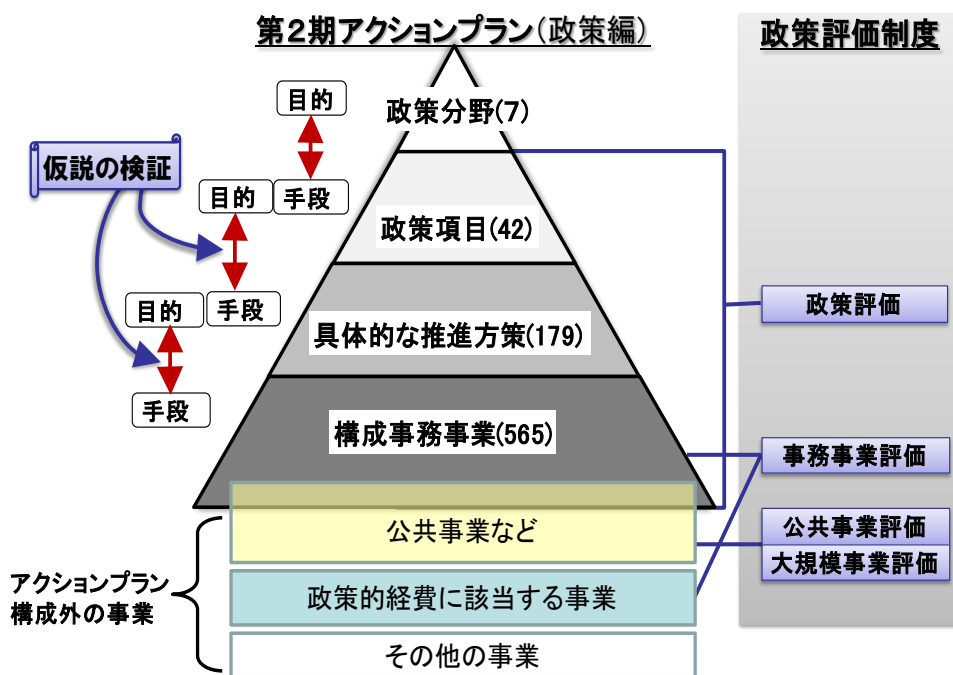 第２期アクションプラン(政策編)
政策評価制度
目的
政策分野(7)
仮説の検証
目的
手段
政策項目(42)
目的
手段
政策評価
具体的な推進方策(179)
手段
構成事務事業(565)
事務事業評価
公共事業など
公共事業評価
大規模事業評価
アクションプラン
構成外の事業
政策的経費に該当する事業
その他の事業